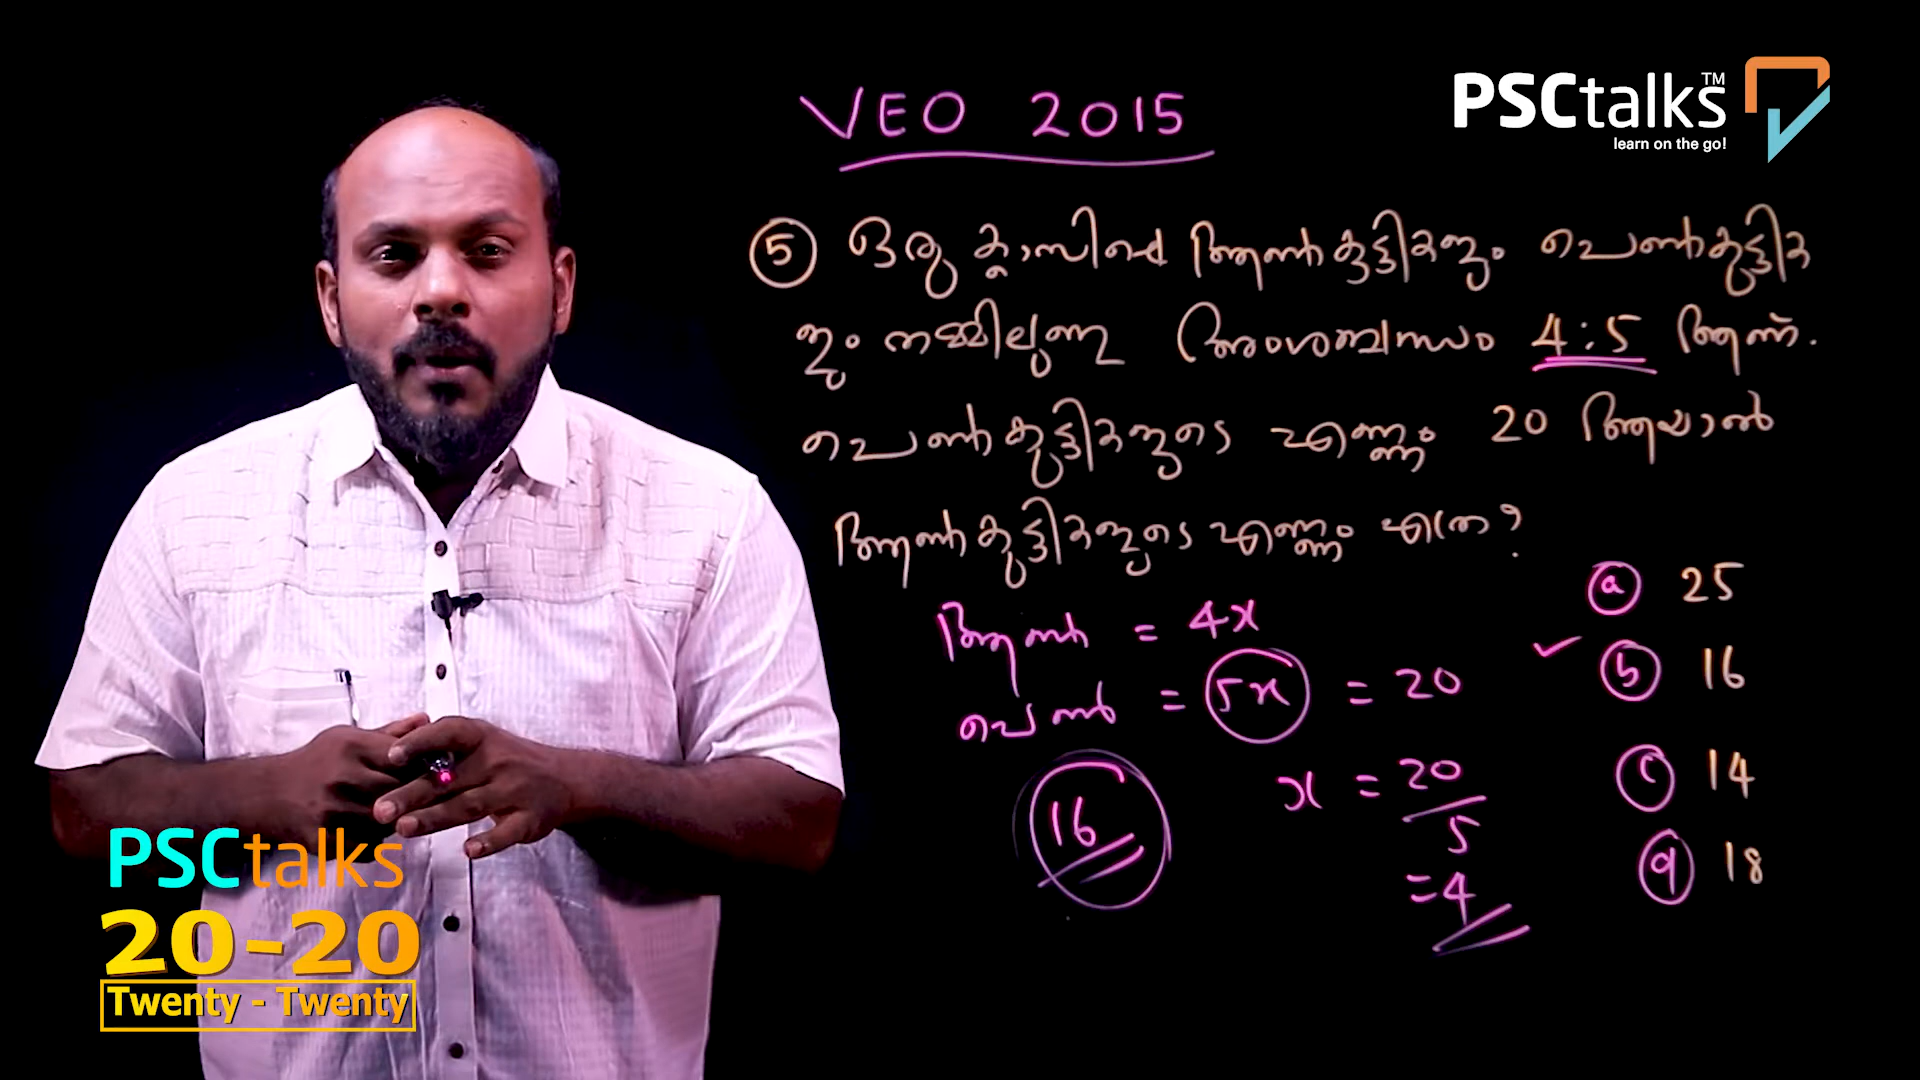 VEO 2015
PSCtalks™
learn on the go!
5 ഒരു ക്ലാസിലെ ആൺകുട്ടികളും പെൺകുട്ടിക
ളും തമ്മിലുള്ള അംശബന്ധം 4:5 ആണ്.
പെൺകുട്ടികളുടെ എണ്ണം 20 ആയാൽ
ആൺകുട്ടികളുടെ എണ്ണം എത്ര?
ആൺ = 4x
പെൺ = 5x = 20
x = 20/5
= 4
16
a 25
b 16
c 14
d 18
PSCtalks
20-20
Twenty - Twenty